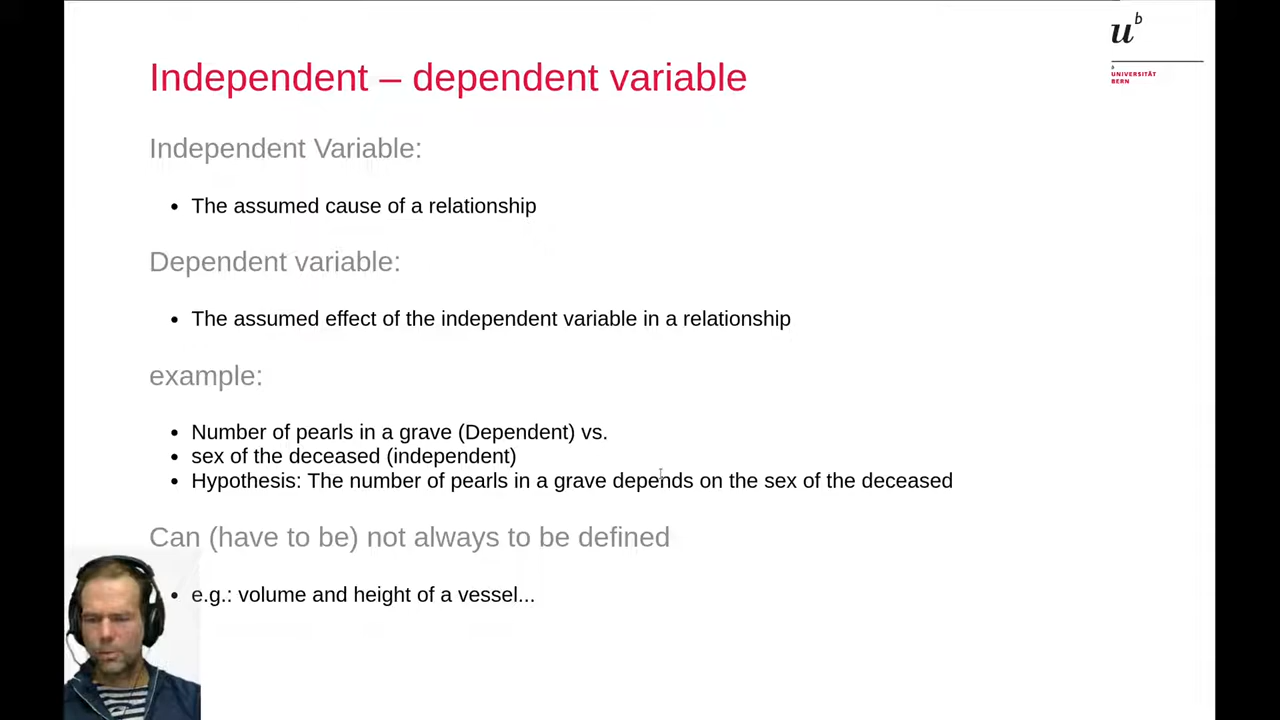 u^b
b
UNIVERSITÄT
BERN
Independent – dependent variable
Independent Variable:
• The assumed cause of a relationship
Dependent variable:
• The assumed effect of the independent variable in a relationship
example:
• Number of pearls in a grave (Dependent) vs.
• sex of the deceased (independent)
• Hypothesis: The number of pearls in a grave depends on the sex of the deceased
Can (have to be) not always to be defined
• e.g.: volume and height of a vessel...